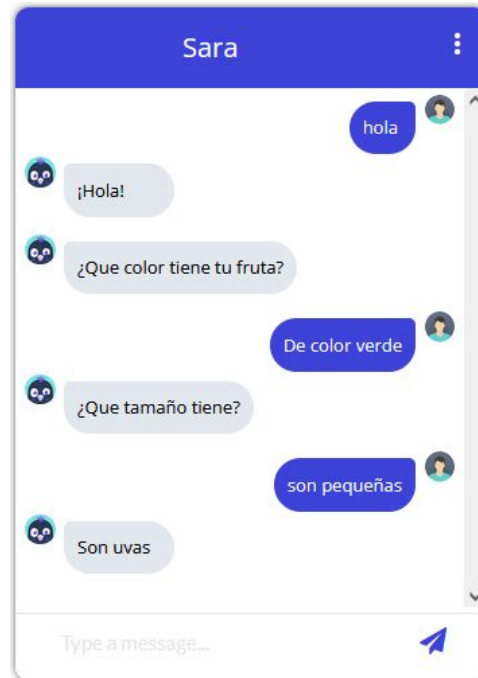 Sara
hola
¡Hola!
¿Que color tiene tu fruta?
De color verde
¿Que tamaño tiene?
son pequeñas
Son uvas
Type a message...